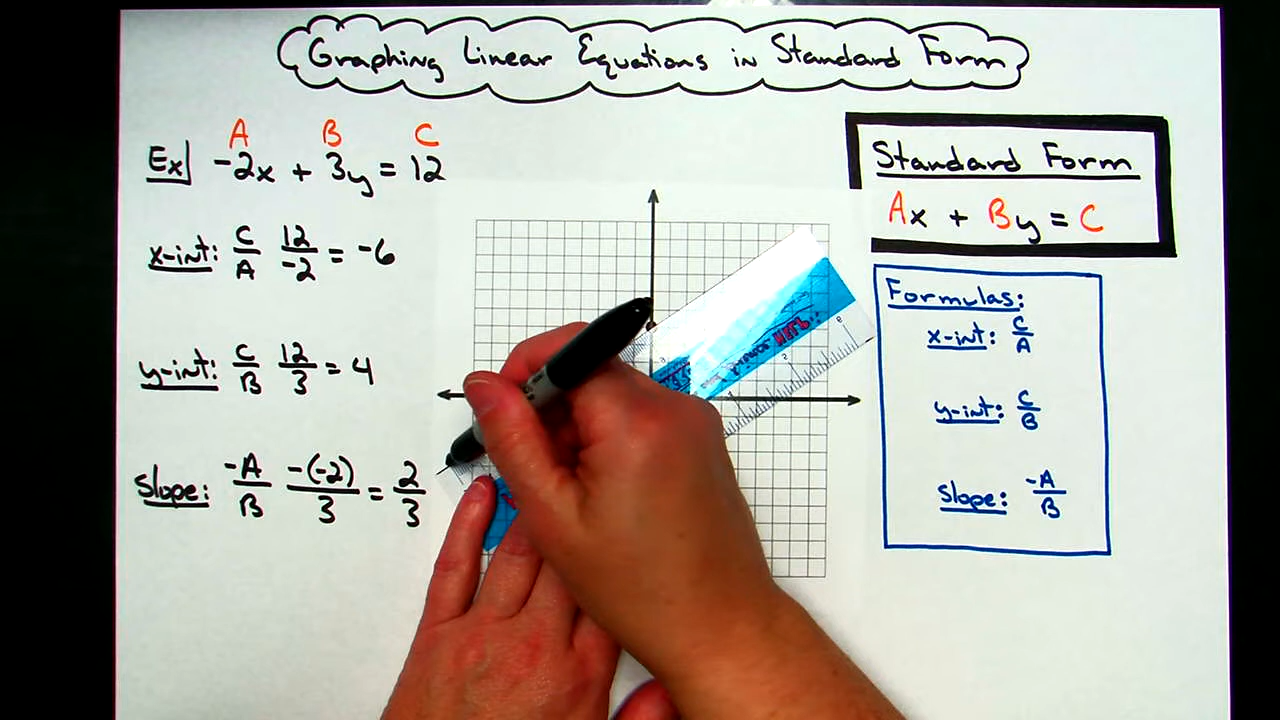 Graphing Linear Equations in Standard Form
A B C
Ex| -2x + 3y = 12
x-int: C/A 12/-2 = -6
y-int: C/B 12/3 = 4
Slope: -A/B -(-2)/3 = 2/3
Standard Form
Ax + By = C
Formulas:
x-int: C/A
y-int: C/B
Slope: -A/B